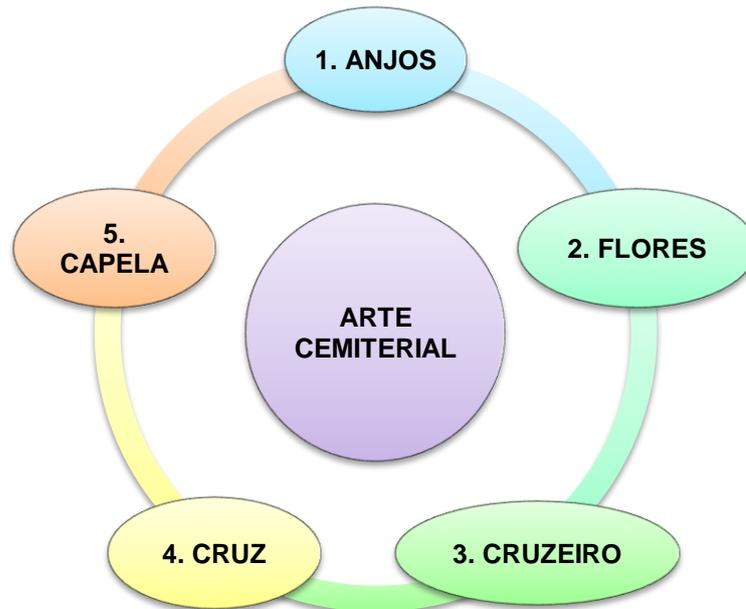 1. ANJOS
2. FLORES
3. CRUZEIRO
4. CRUZ
5.
CAPELA
ARTE
CEMITERIAL